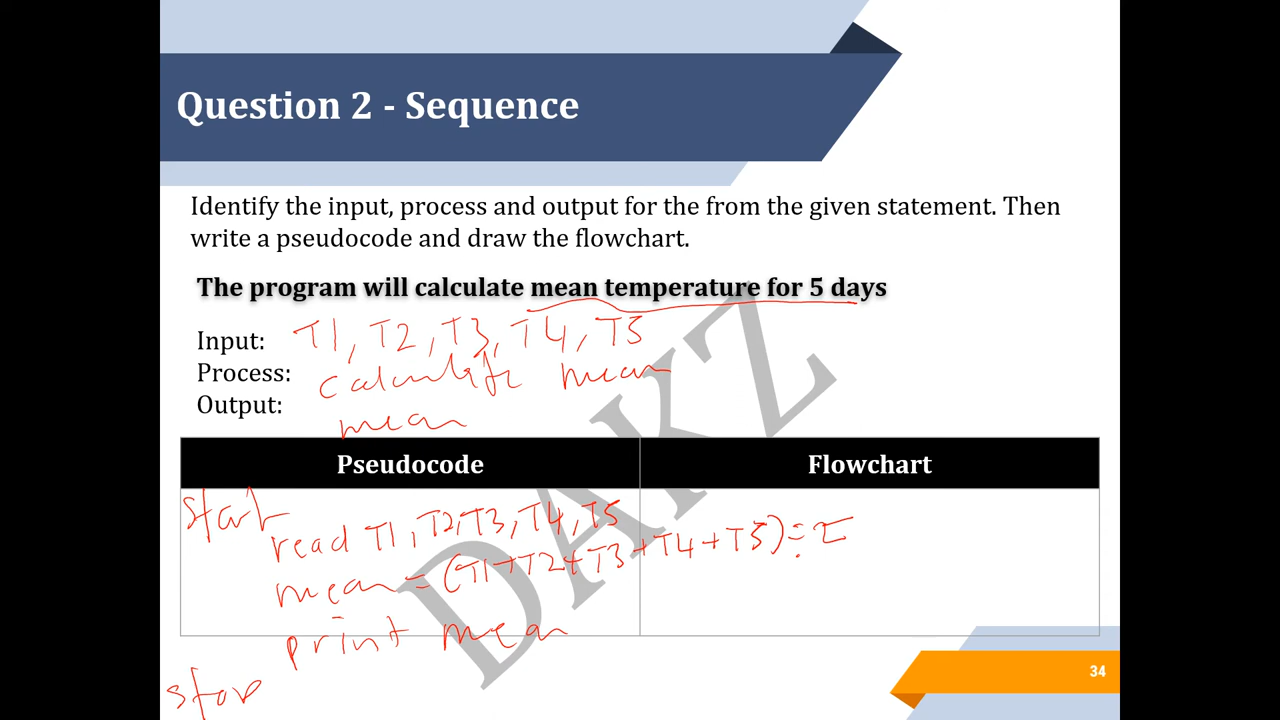 Question 2 - Sequence
Identify the input, process and output for the from the given statement. Then
write a pseudocode and draw the flowchart.
The program will calculate mean temperature for 5 days
Input: T1, T2, T3, T4, T5
Process: calculate mean
Output: mean
Pseudocode Flowchart
Start
read T1, T2, T3, T4, T5
mean = (T1+T2+T3+T4+T5) ÷ 5
print mean
stop
DAKZ
34